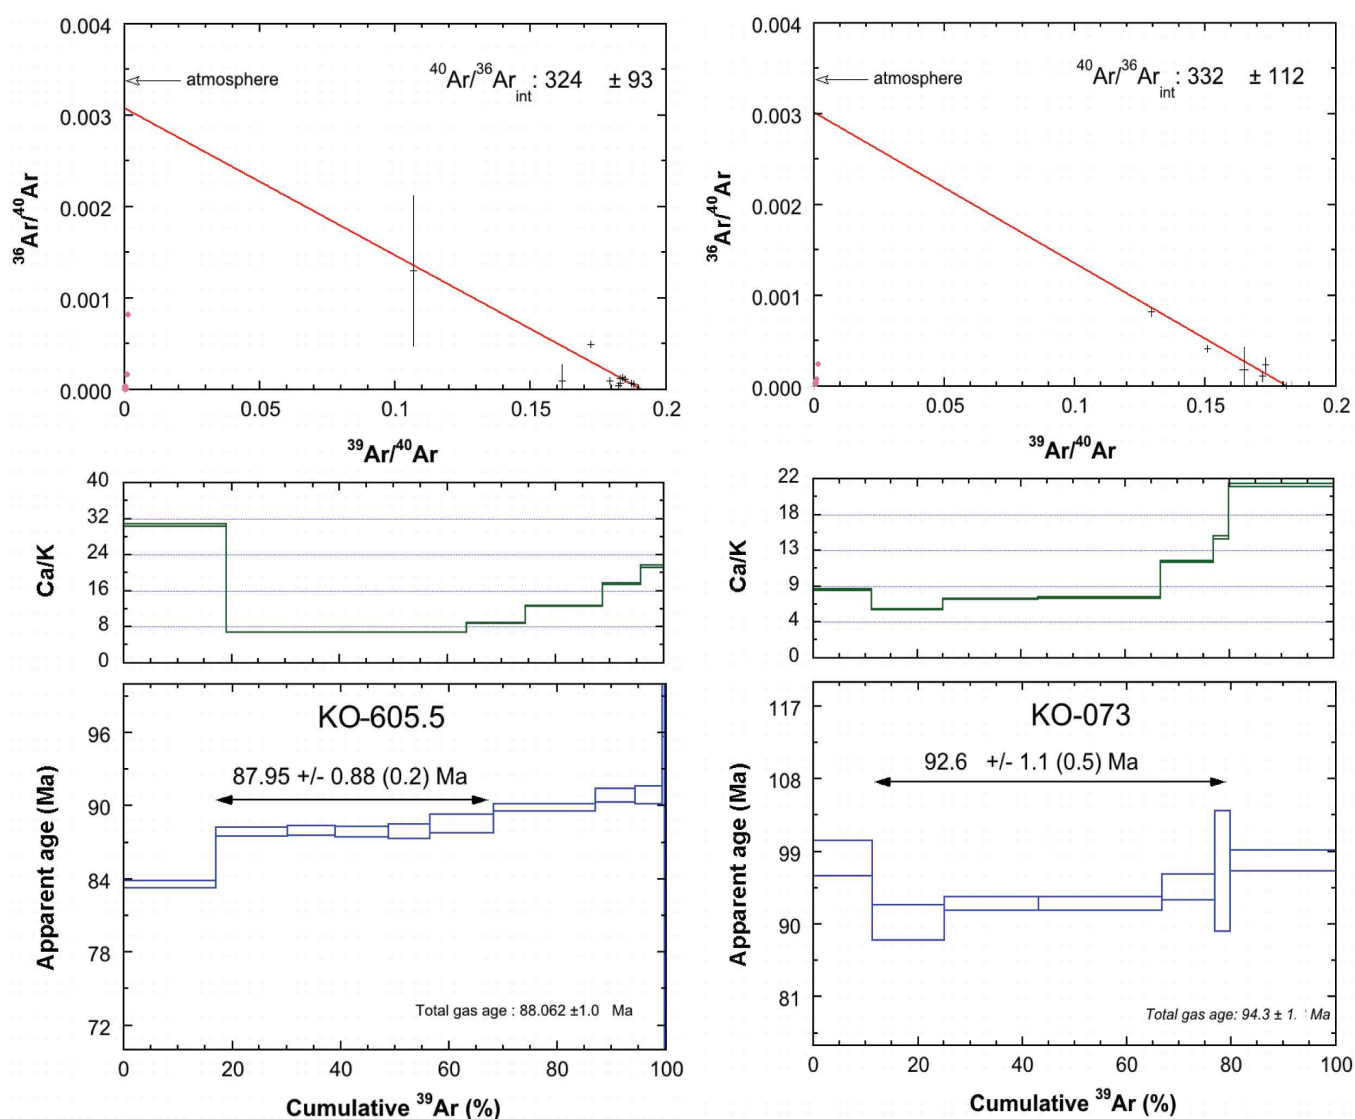 0.004
0.003
0.002
0.001
0.000
36Ar/40Ar
atmosphere
40Ar/36Arint: 324 ± 93
0 0.05 0.1 0.15 0.2
39Ar/40Ar
40
32
24
16
8
0
Ca/K
96
90
84
78
72
Apparent age (Ma)
KO-605.5
87.95 +/- 0.88 (0.2) Ma
Total gas age : 88.062 ±1.0 Ma
0 20 40 60 80 100
Cumulative 39Ar (%)
0.004
0.003
0.002
0.001
0.000
36Ar/40Ar
atmosphere
40Ar/36Arint: 332 ± 112
0 0.05 0.1 0.15 0.2
39Ar/40Ar
22
18
13
9
4
0
Ca/K
117
108
99
90
81
Apparent age (Ma)
KO-073
92.6 +/- 1.1 (0.5) Ma
Total gas age: 94.3 ± 1. Ma
0 20 40 60 80 100
Cumulative 39Ar (%)